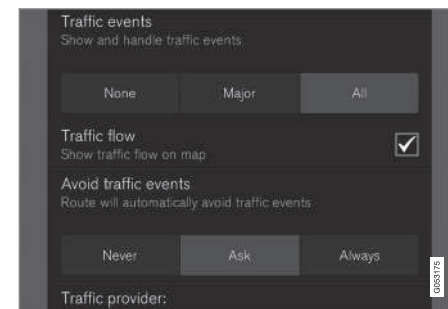 Traffic events
Show and handle traffic events
None Major All
Traffic flow
Show traffic flow on map
Avoid traffic events
Route will automatically avoid traffic events
Never Ask Always
Traffic provider:
G053175